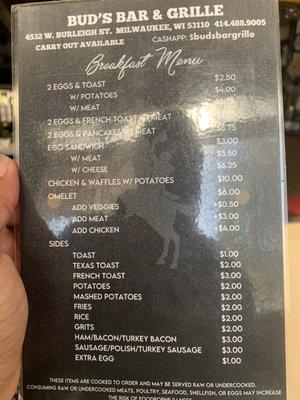 BUD'S BAR & GRILLE
4532 W. BURLEIGH ST. MILWAUKEE, WI 53110 414.488.9005
CARRY OUT AVAILABLE CASHAPP: $budsbargrille
Breakfast Menu
2 EGGS & TOAST $2.50
W/ POTATOES $4.00
W/ MEAT
2 EGGS & FRENCH TOAST W/ MEAT
2 EGGS & PANCAKES W/ MEAT $6.75
EGG SANDWICH $3.00
W/ MEAT $5.50
W/ CHEESE $6.25
CHICKEN & WAFFLES W/ POTATOES $10.00
OMELET $6.00
ADD VEGGIES +$0.50
ADD MEAT +$3.00
ADD CHICKEN +$4.00
SIDES
TOAST $1.00
TEXAS TOAST $2.00
FRENCH TOAST $3.00
POTATOES $2.00
MASHED POTATOES $2.00
FRIES $2.00
RICE $2.00
GRITS $2.00
HAM/BACON/TURKEY BACON $3.00
SAUSAGE/POLISH/TURKEY SAUSAGE $3.00
EXTRA EGG $1.00
THESE ITEMS ARE COOKED TO ORDER AND MAY BE SERVED RAW OR UNDERCOOKED.
CONSUMING RAW OR UNDERCOOKED MEATS, POULTRY, SEAFOOD, SHELLFISH, OR EGGS MAY INCREASE
THE RISK OF FOODBORNE ILLNESS